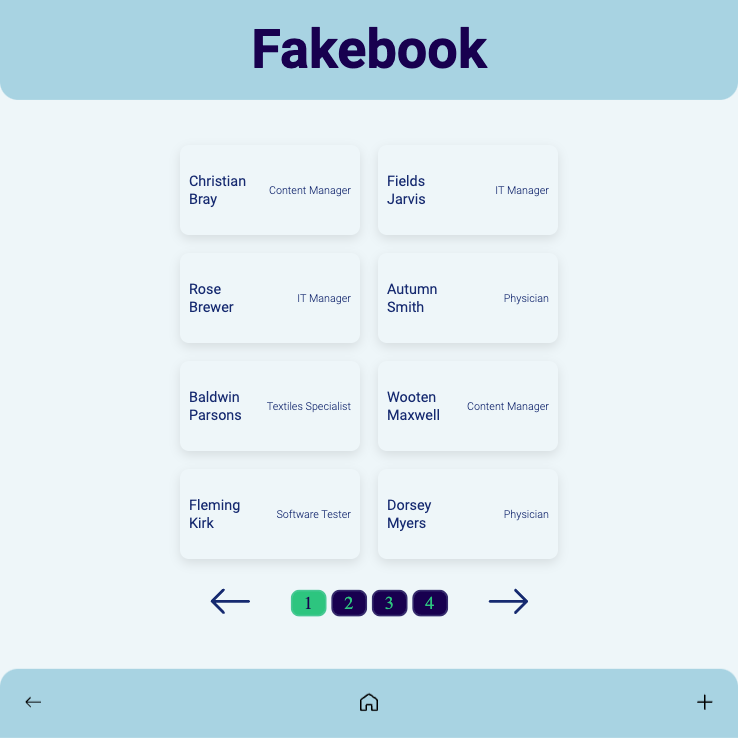 Fakebook
Christian
Bray
Content Manager
Fields
Jarvis
IT Manager
Rose
Brewer
IT Manager
Autumn
Smith
Physician
Baldwin
Parsons
Textiles Specialist
Wooten
Maxwell
Content Manager
Fleming
Kirk
Software Tester
Dorsey
Myers
Physician
1 2 3 4